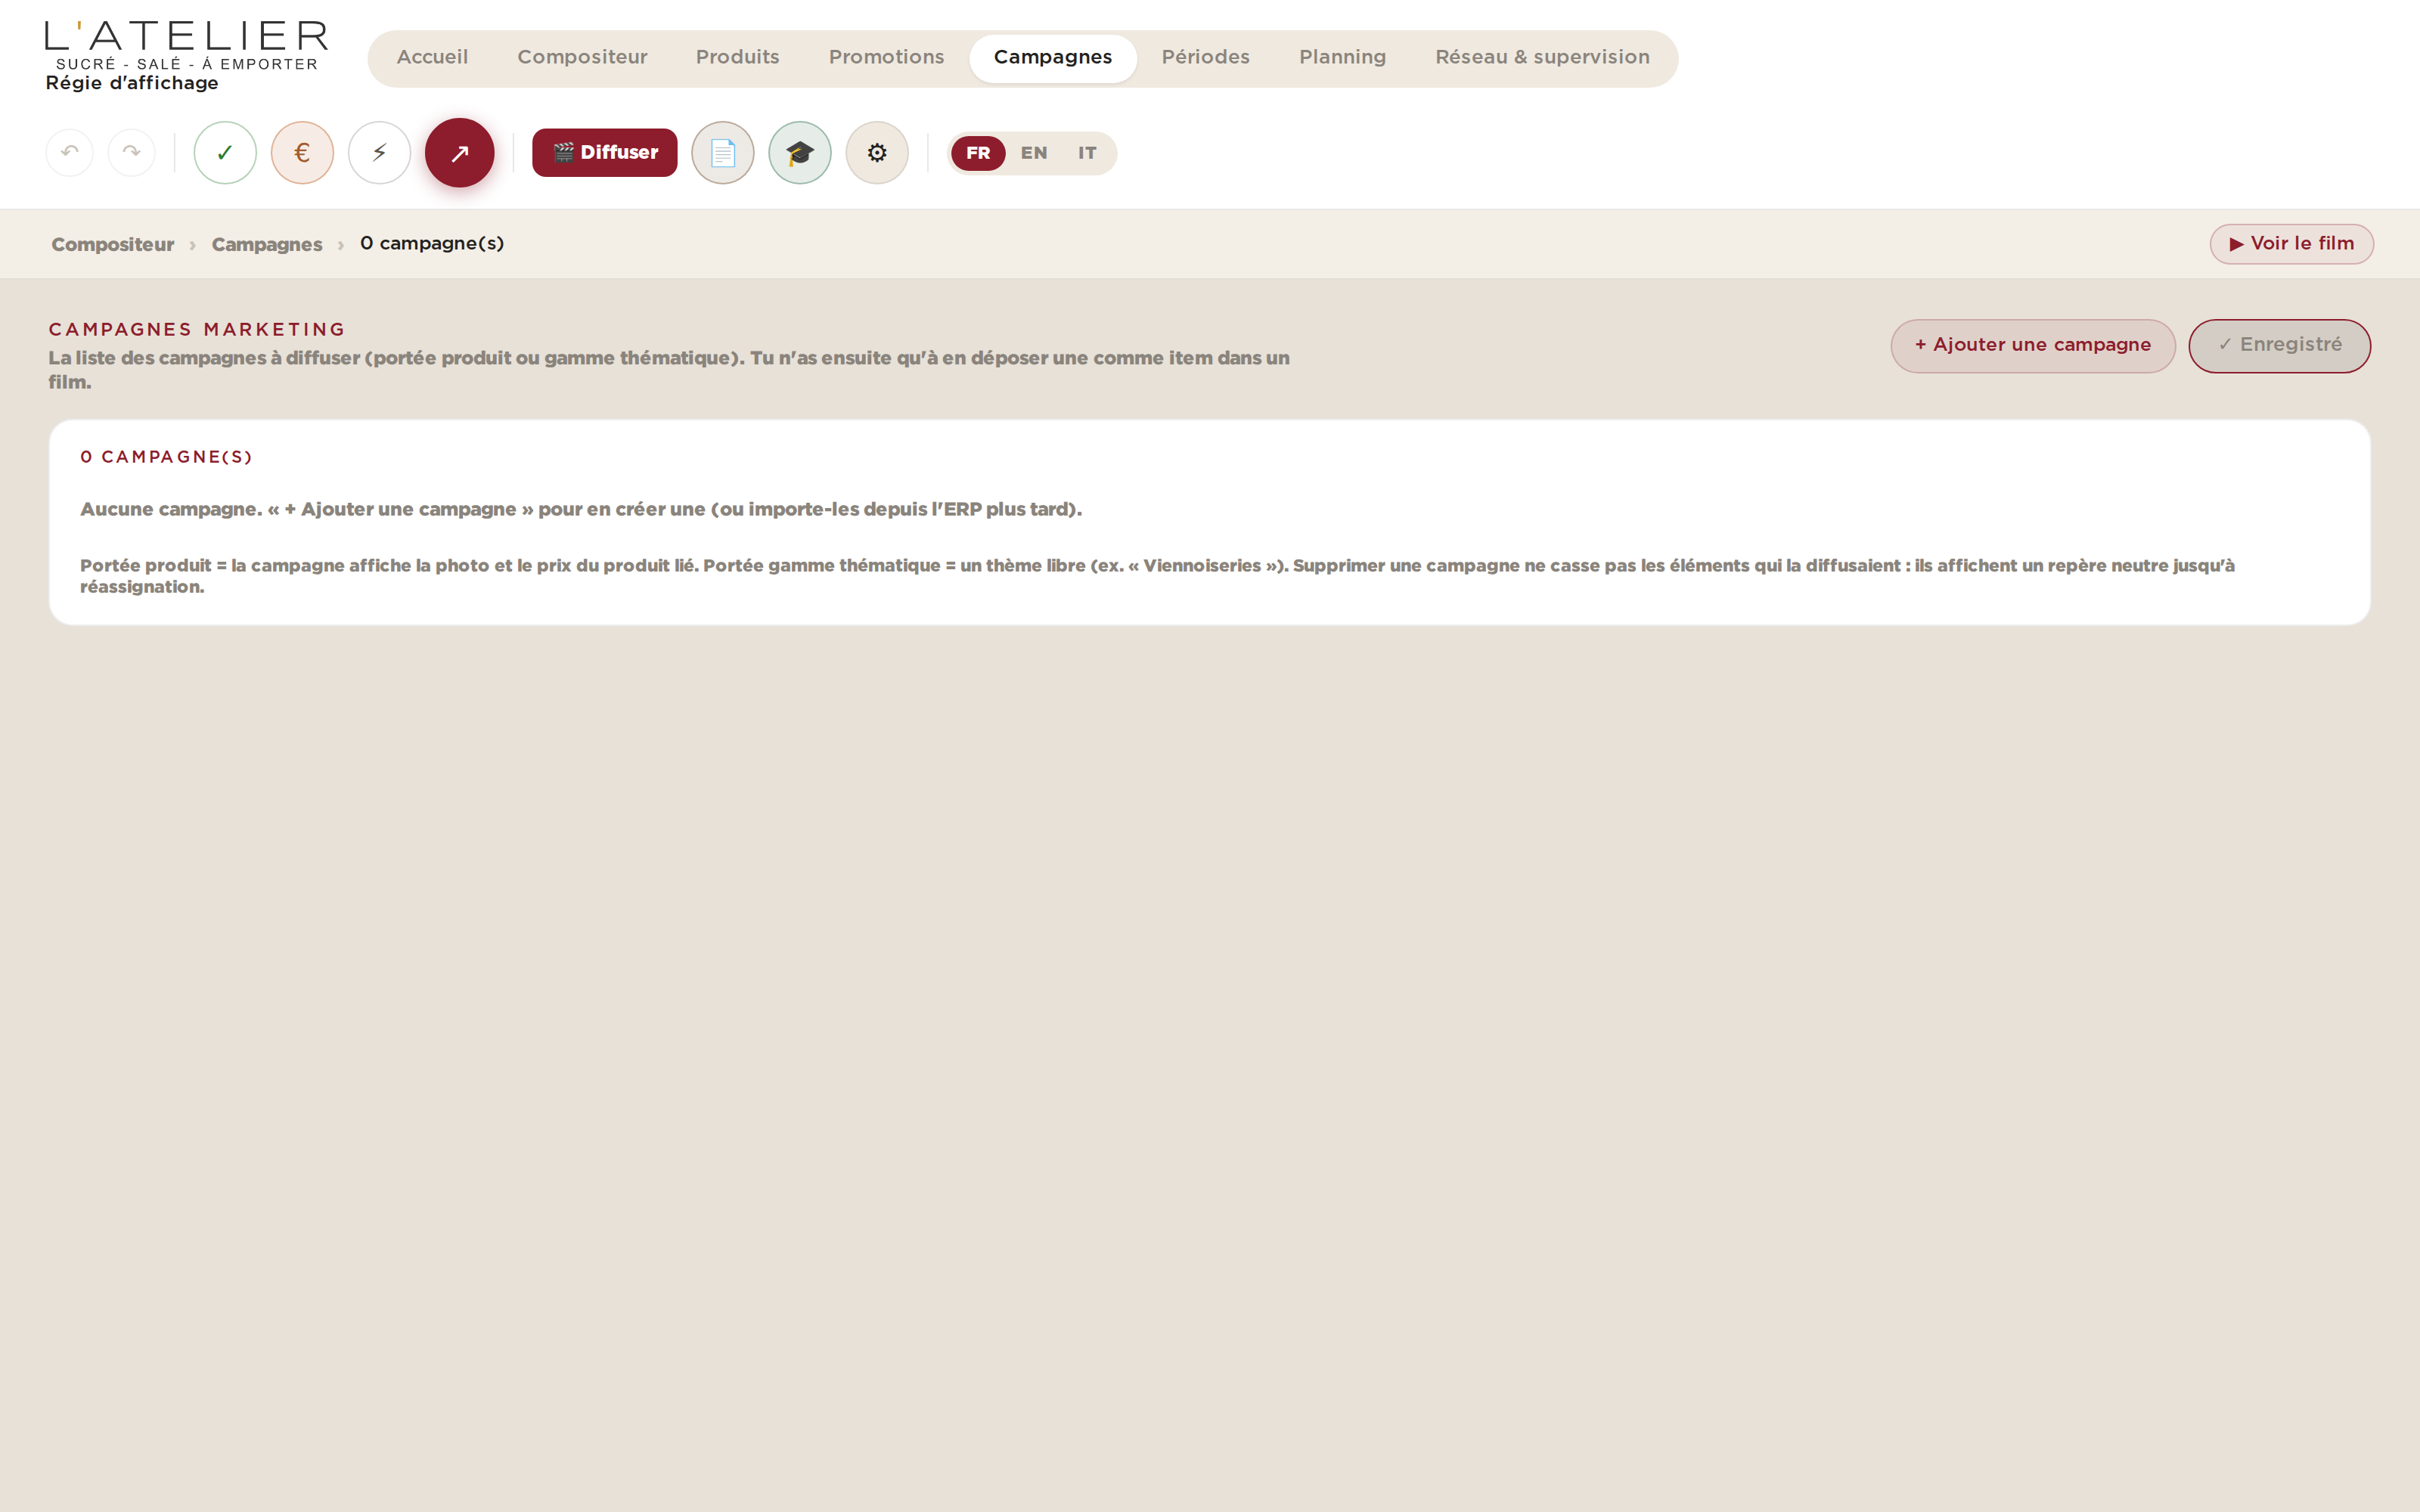 L'ATELIER
SUCRÉ - SALÉ - Á EMPORTER
Régie d'affichage
Accueil Compositeur Produits Promotions Campagnes Périodes Planning Réseau & supervision
↶ ↷ ✓ € ⚡ ↗ 🎬 Diffuser 📄 🎓 ⚙ FR EN IT
Compositeur › Campagnes › 0 campagne(s)
▶ Voir le film
CAMPAGNES MARKETING
La liste des campagnes à diffuser (portée produit ou gamme thématique). Tu n'as ensuite qu'à en déposer une comme item dans un
film.
+ Ajouter une campagne
✓ Enregistré
0 CAMPAGNE(S)
Aucune campagne. « + Ajouter une campagne » pour en créer une (ou importe-les depuis l'ERP plus tard).
Portée produit = la campagne affiche la photo et le prix du produit lié. Portée gamme thématique = un thème libre (ex. « Viennoiseries »). Supprimer une campagne ne casse pas les éléments qui la diffusaient : ils affichent un repère neutre jusqu'à
réassignation.